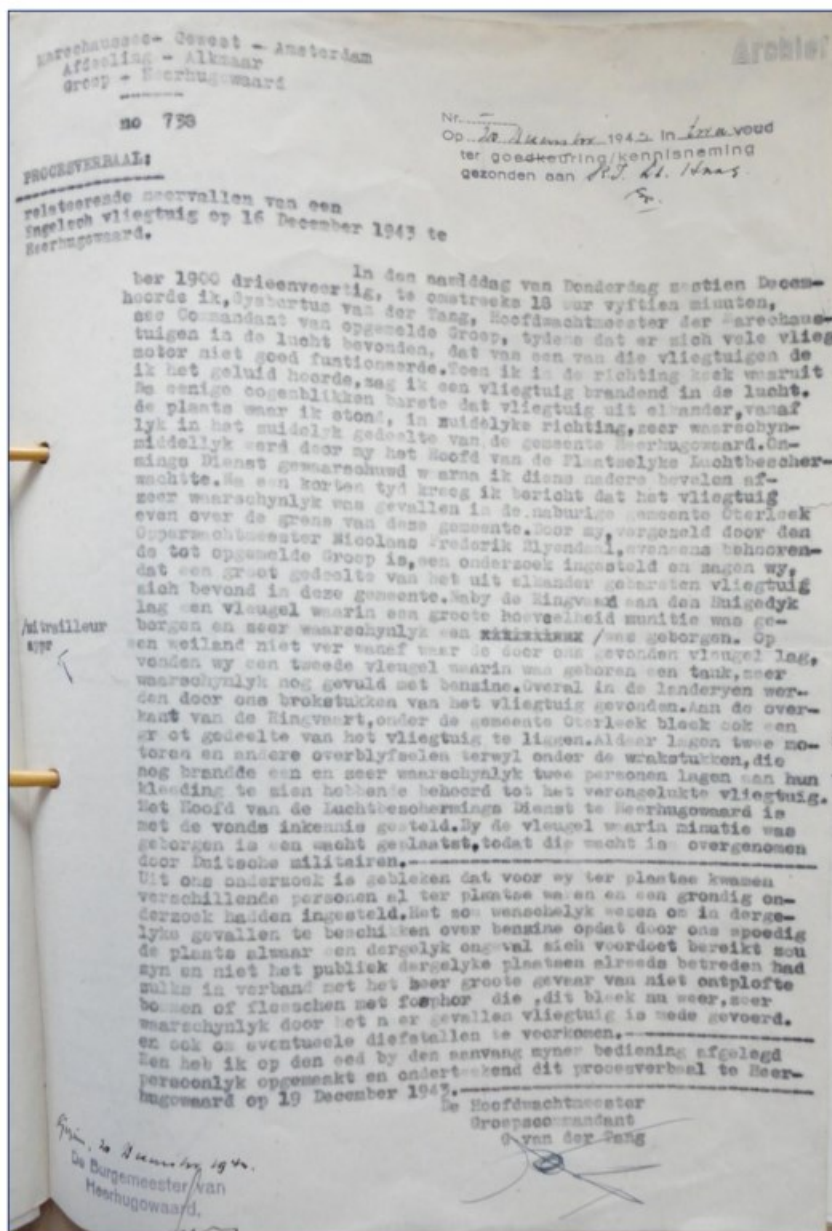 Marechaussee- Gewest - Amsterdam
Afdeeling - Alkmaar
Groep - Heerhugowaard
Archief
no 738
Nr.
Op 20 December 1943 in voud
ter goedkeuring/kennisneming
gezonden aan
PROCESVERBAAL:
relateerende neervallen van een
Engelsch vliegtuig op 16 December 1943 te
Heerhugowaard.
In den namiddag van Donderdag zestien Decem-
ber 1900 drieenveertig, te omstreeks 18 uur vyftien minuten,
hoorde ik, Gysbertus van der Tang, Hoofdwachtmeester der Marechaus-
see Commandant van opgemelde Groep, tydens dat er zich vele vlieg
tuigen in de lucht bevonden, dat van een van die vliegtuigen de
motor niet goed funtioneerde.Toen ik in de richting keek waaruit
ik het geluid hoorde,zag ik een vliegtuig brandend in de lucht.
Na eenige oogenblikken barste dat vliegtuig uit elkander,vanaf
de plaats waar ik stond, in zuidelyke richting,zeer waarschyn-
lyk in het zuidelyk gedeelte van de gemeente Heerhugowaard.On-
middellyk werd door my het Hoofd van de Plaatselyke Luchtbescher-
mings Dienst gewaarschuwd w arna ik diens nadere bevelen af-
wachtte.Na een korten tyd kreeg ik bericht dat het vliegtuig
zeer waarschynlyk was gevallen in de naburige gemeente Oterleek
even over de grens van deze gemeente.Door my,vergezeld door den
Opperwachtmeester Nicolaas Frederik Elyendaal,eveneens behooren-
de tot opgemelde Groep is,een onderzoek ingesteld en zagen wy,
dat een groot gedeelte van het uit elkander gebarsten vliegtuig
zich bevond in deze gemeente.Naby de Ringvaart aan den Huigedyk
lag een vleugel waarin een groote hoeveelheid munitie was ge-
/mitrailleur
borgen en zeer waarschynlyk een xxxxxxxxxx /was geborgen. Op
een weiland niet ver vanaf waar de door ons gevonden vleugel lag,
vonden wy een tweede vleugel waarin was geboren een tank,zeer
waarschynlyk nog gevuld met benzine.Overal in de landeryen wer-
den door ons brokstukken van het vliegtuig gevonden.Aan de over-
kant van de Ringvaart,onder de gemeente Oterleek bleek ook een
gr ot gedeelte van het vliegtuig te liggen.Aldaar lagen twee mo-
toren en andere overblyfselen terwyl onder de wrakstukken,die
nog brandde een en zeer waarschynlyk twee personen lagen aan hun
kleeding te zien hebbende behoord tot het verongelukte vliegtuig.
Het Hoofd van de Luchtbeschermings Dienst te Heerhugowaard is
met de vonds inkennis gesteld.By de vleugel waarin minutie was
geborgen is een wacht geplaatst,todat die wacht is overgenomen
door Duitsche militairen.
Uit ons onderzoek is gebleken dat voor wy ter plaatse kwamen
verschillende personen al ter plaatse waren en een grondig on-
derzoek hadden ingesteld.Het zou wenschelyk wezen om in derge-
lyke gevallen te beschikken over benzine opdat door ons spoedig
de plaats alwaar een dergelyk ongeval zich voordoet bereikt zou
zyn en niet het publiek dergelyke plaatsen alreeds betreden had
zulks in verband met het heer groote gevaar van niet ontplofte
bommen of flesschen met fosphor die ,dit bleek nu weer,zeer
waarschynlyk door het n er gevallen vliegtuig is mede gevoerd.
en ook om eventueele diefstallen te voorkomen.
Een heb ik op den eed by den aanvang myner bediening afgelegd
persoonlyk opgemaakt en onderteekend dit procesverbaal te Heer-
hugowaard op 19 December 1943.
De Hoofdwachtmeester
Groepscommandant
G van der Tang
Gezien, 20 December 1943.
De Burgemeester van
Heerhugowaard,